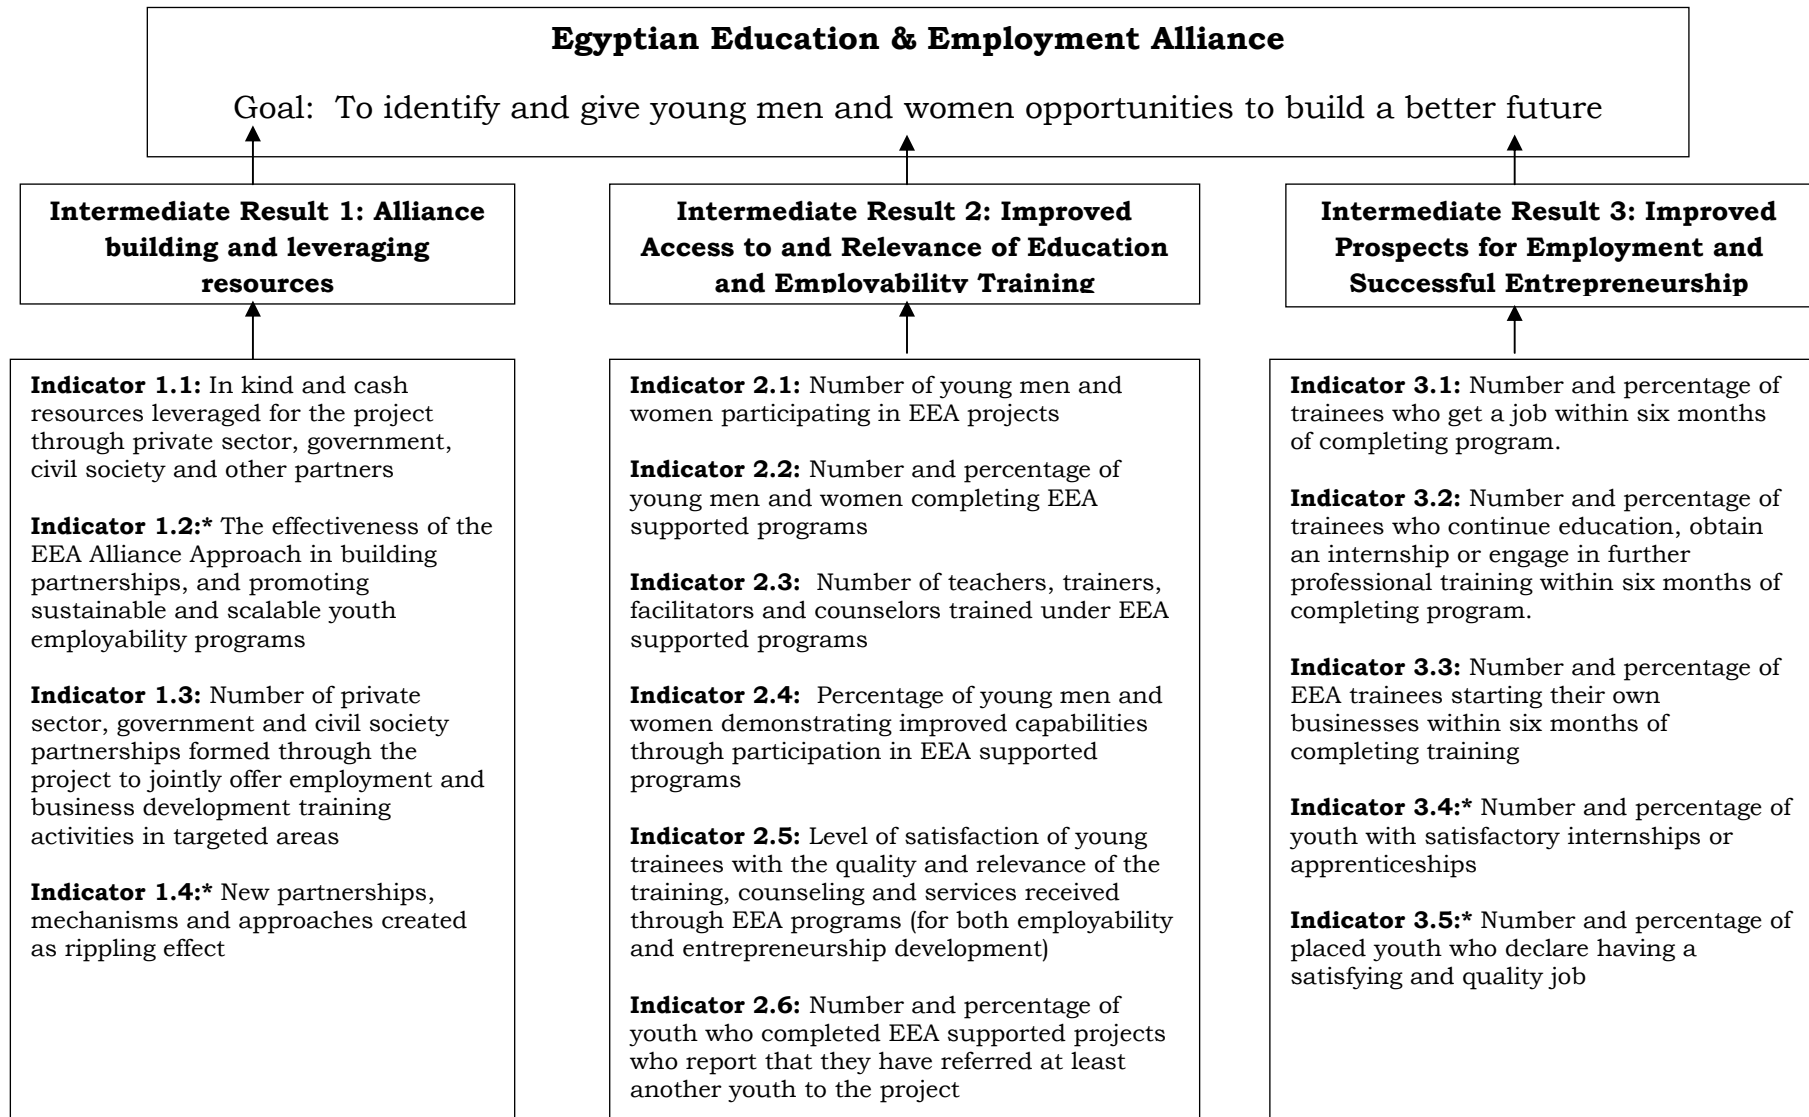 Egyptian Education & Employment Alliance
Goal: To identify and give young men and women opportunities to build a better future
Intermediate Result 1: Alliance
building and leveraging
resources
Intermediate Result 2: Improved
Access to and Relevance of Education
and Employability Training
Intermediate Result 3: Improved
Prospects for Employment and
Successful Entrepreneurship
Indicator 1.1: In kind and cash
resources leveraged for the project
through private sector, government,
civil society and other partners
Indicator 1.2:* The effectiveness of the
EEA Alliance Approach in building
partnerships, and promoting
sustainable and scalable youth
employability programs
Indicator 1.3: Number of private
sector, government and civil society
partnerships formed through the
project to jointly offer employment and
business development training
activities in targeted areas
Indicator 1.4:* New partnerships,
mechanisms and approaches created
as rippling effect
Indicator 2.1: Number of young men and
women participating in EEA projects
Indicator 2.2: Number and percentage of
young men and women completing EEA
supported programs
Indicator 2.3: Number of teachers, trainers,
facilitators and counselors trained under EEA
supported programs
Indicator 2.4: Percentage of young men and
women demonstrating improved capabilities
through participation in EEA supported
programs
Indicator 2.5: Level of satisfaction of young
trainees with the quality and relevance of the
training, counseling and services received
through EEA programs (for both employability
and entrepreneurship development)
Indicator 2.6: Number and percentage of
youth who completed EEA supported projects
who report that they have referred at least
another youth to the project
Indicator 3.1: Number and percentage of
trainees who get a job within six months
of completing program.
Indicator 3.2: Number and percentage of
trainees who continue education, obtain
an internship or engage in further
professional training within six months of
completing program.
Indicator 3.3: Number and percentage of
EEA trainees starting their own
businesses within six months of
completing training
Indicator 3.4:* Number and percentage of
youth with satisfactory internships or
apprenticeships
Indicator 3.5:* Number and percentage of
placed youth who declare having a
satisfying and quality job